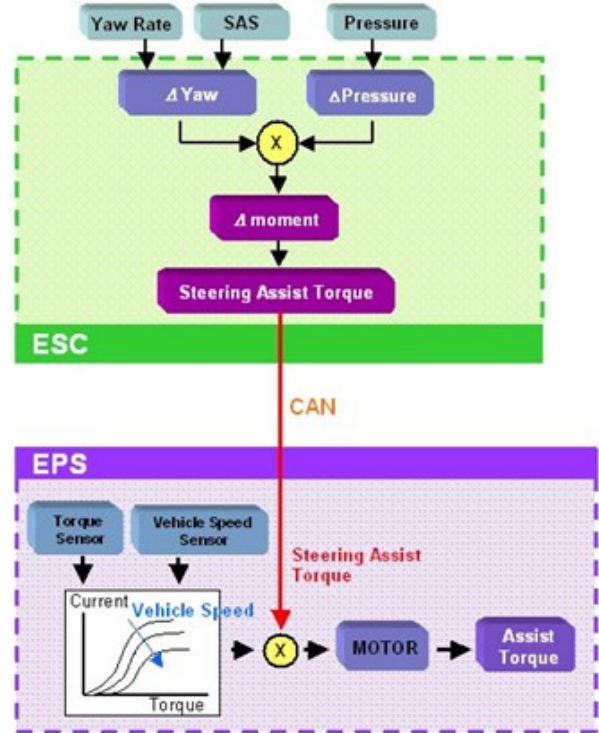 Yaw Rate
SAS
Pressure
Δ Yaw
ΔPressure
X
Δ moment
Steering Assist Torque
ESC
CAN
EPS
Torque
Sensor
Vehicle Speed
Sensor
Steering Assist
Torque
Current
Vehicle Speed
Torque
X
MOTOR
Assist
Torque